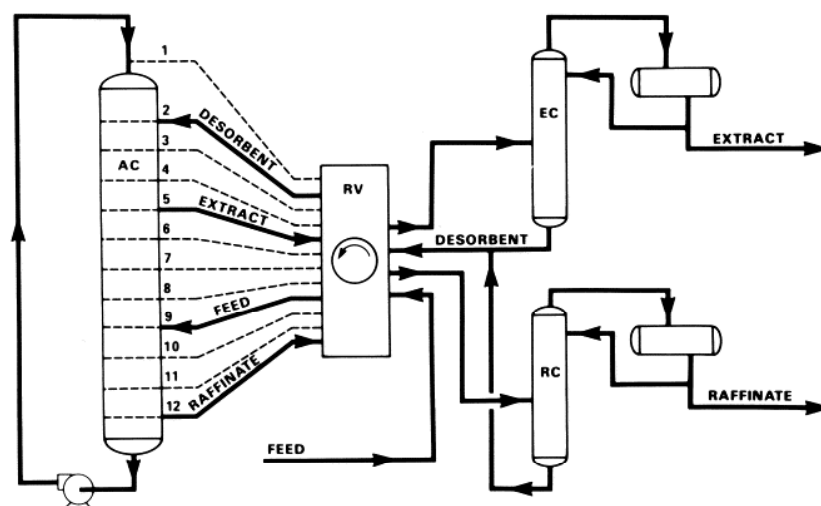 1
2
DESORBENT
3
AC
4
5
EXTRACT
6
7
8
FEED
9
10
11
RAFFINATE
12
RV
EC
EXTRACT
DESORBENT
RC
RAFFINATE
FEED